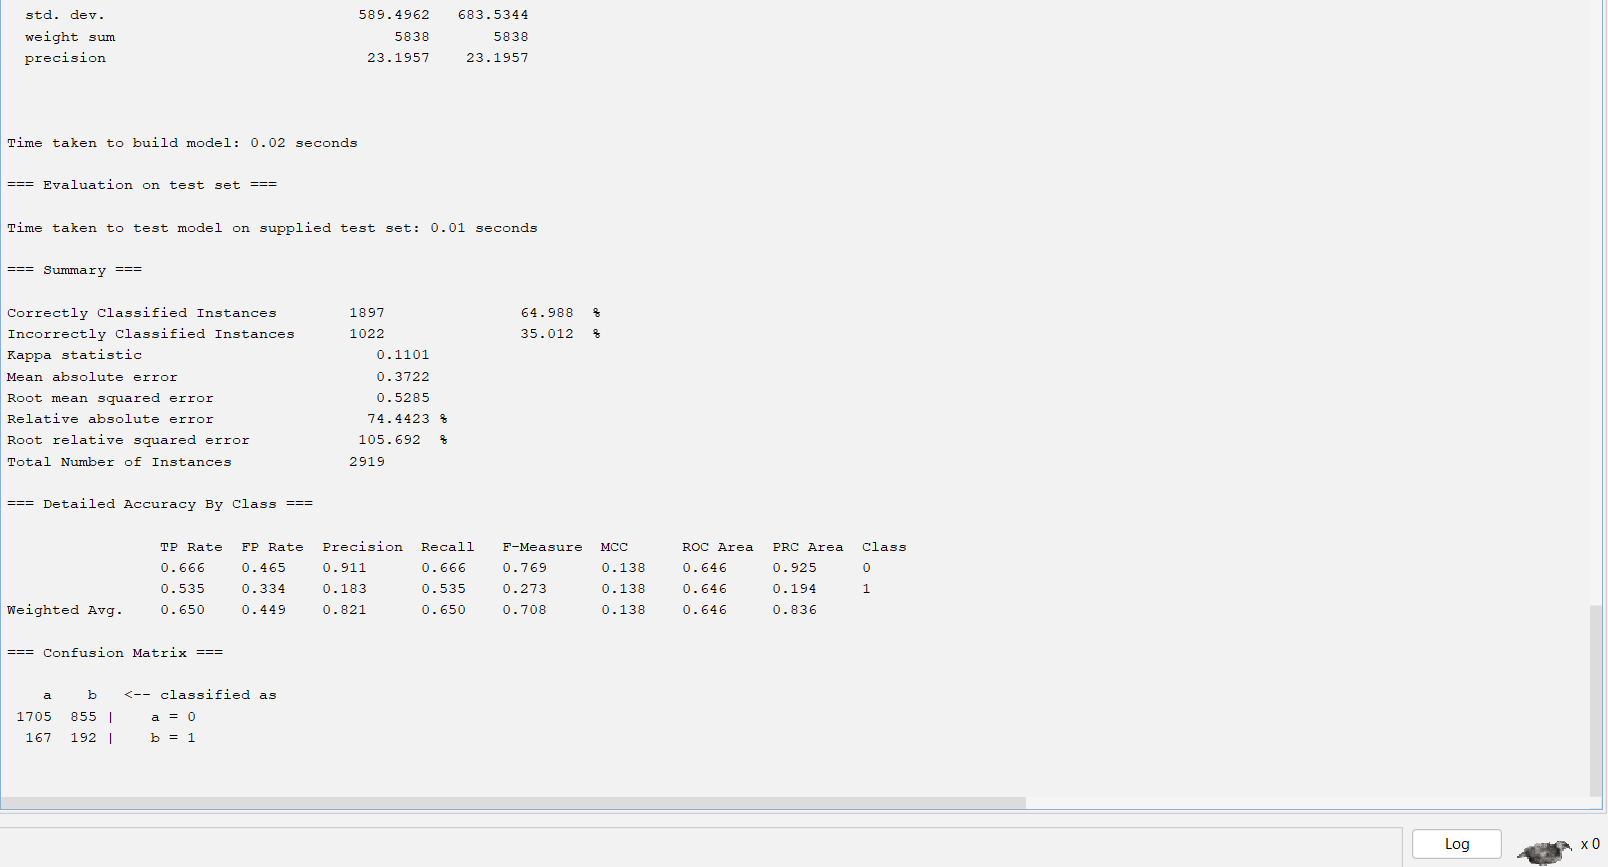 std. dev. 589.4962 683.5344
weight sum 5838 5838
precision 23.1957 23.1957
Time taken to build model: 0.02 seconds
=== Evaluation on test set ===
Time taken to test model on supplied test set: 0.01 seconds
=== Summary ===
Correctly Classified Instances 1897 64.988 %
Incorrectly Classified Instances 1022 35.012 %
Kappa statistic 0.1101
Mean absolute error 0.3722
Root mean squared error 0.5285
Relative absolute error 74.4423 %
Root relative squared error 105.692 %
Total Number of Instances 2919
=== Detailed Accuracy By Class ===
TP Rate FP Rate Precision Recall F-Measure MCC ROC Area PRC Area Class
0.666 0.465 0.911 0.666 0.769 0.138 0.646 0.925 0
0.535 0.334 0.183 0.535 0.273 0.138 0.646 0.194 1
Weighted Avg. 0.650 0.449 0.821 0.650 0.708 0.138 0.646 0.836
=== Confusion Matrix ===
a b <-- classified as
1705 855 | a = 0
167 192 | b = 1
Log x 0